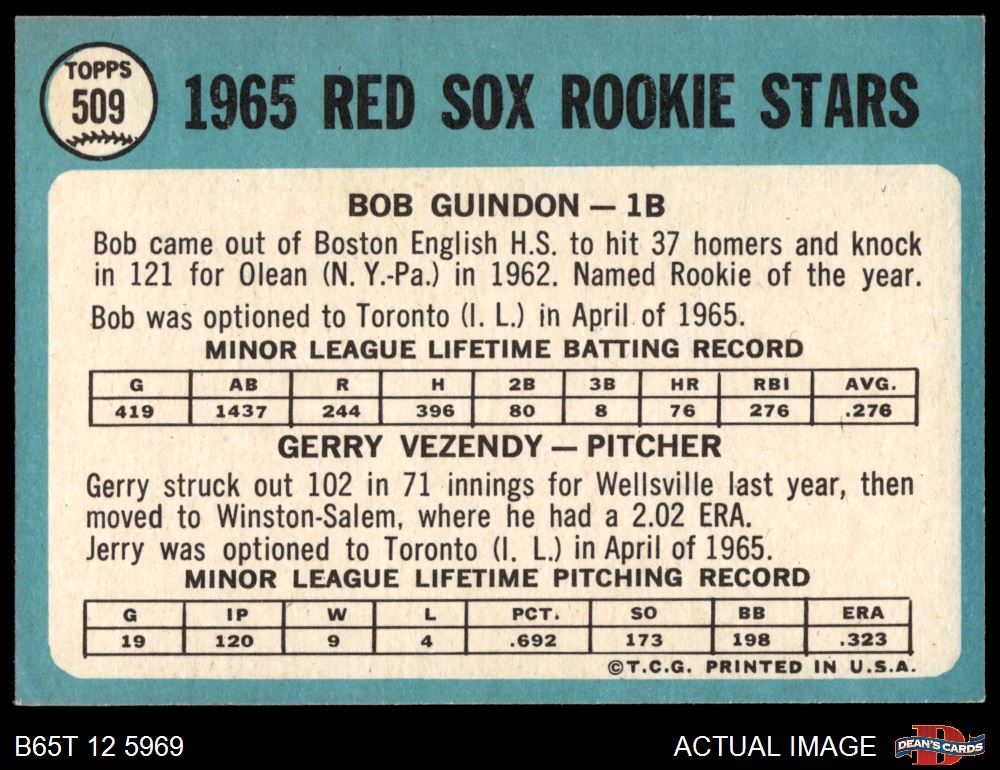 TOPPS
509
1965 RED SOX ROOKIE STARS
BOB GUINDON — 1B
Bob came out of Boston English H.S. to hit 37 homers and knock
in 121 for Olean (N. Y.-Pa.) in 1962. Named Rookie of the year.
Bob was optioned to Toronto (I. L.) in April of 1965.
MINOR LEAGUE LIFETIME BATTING RECORD
G AB R H 2B 3B HR RBI AVG.
419 1437 244 396 80 8 76 276 .276
GERRY VEZENDY — PITCHER
Gerry struck out 102 in 71 innings for Wellsville last year, then
moved to Winston-Salem, where he had a 2.02 ERA.
Jerry was optioned to Toronto (I. L.) in April of 1965.
MINOR LEAGUE LIFETIME PITCHING RECORD
G IP W L PCT. SO BB ERA
19 120 9 4 .692 173 198 .323
©T.C.G. PRINTED IN U.S.A.
B65T 12 5969
ACTUAL IMAGE
D
DEAN'S CARDS